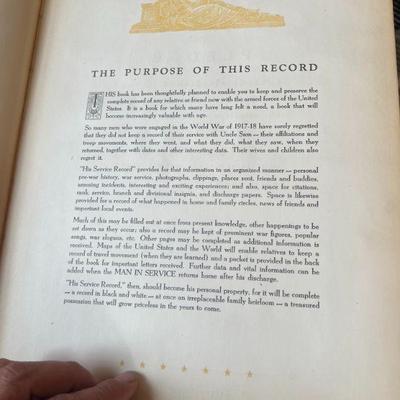 THE PURPOSE OF THIS RECORD
THIS book has been thoughtfully planned to enable you to keep and preserve the
complete record of any relative or friend now with the armed forces of the United
States. It is a book for which many have long felt a need, a book that will
become increasingly valuable with age.
So many men who were engaged in the World War of 1917-18 have sorely regretted
that they did not keep a record of their service with Uncle Sam — their affiliations and
troop movements, where they went, and what they did, what they saw, when they
returned, together with dates and other interesting data. Their wives and children also
regret it.
"His Service Record" provides for that information in an organized manner — personal
pre-war history, war service, photographs, clippings, places sent, friends and buddies,
amusing incidents, interesting and exciting experiences; and also, space for citations,
rank, service, branch and divisional insignia, and discharge papers. Space is likewise
provided for a record of what happened in home and family circles, news of friends and
important local events.
Much of this may be filled out at once from present knowledge, other happenings to be
set down as they occur; also a record may be kept of prominent war figures, popular
songs, war slogans, etc. Other pages may be completed as additional information is
received. Maps of the United States and the World will enable relatives to keep a
record of travel movement (when they are learned) and a packet is provided in the back
of the book for important letters received. Further data and vital information can be
added when the MAN IN SERVICE returns home after his discharge.
"His Service Record," then, should become his personal property, for it will be complete
— a record in black and white — at once an irreplaceable family heirloom — a treasured
possession that will grow priceless in the years to come.